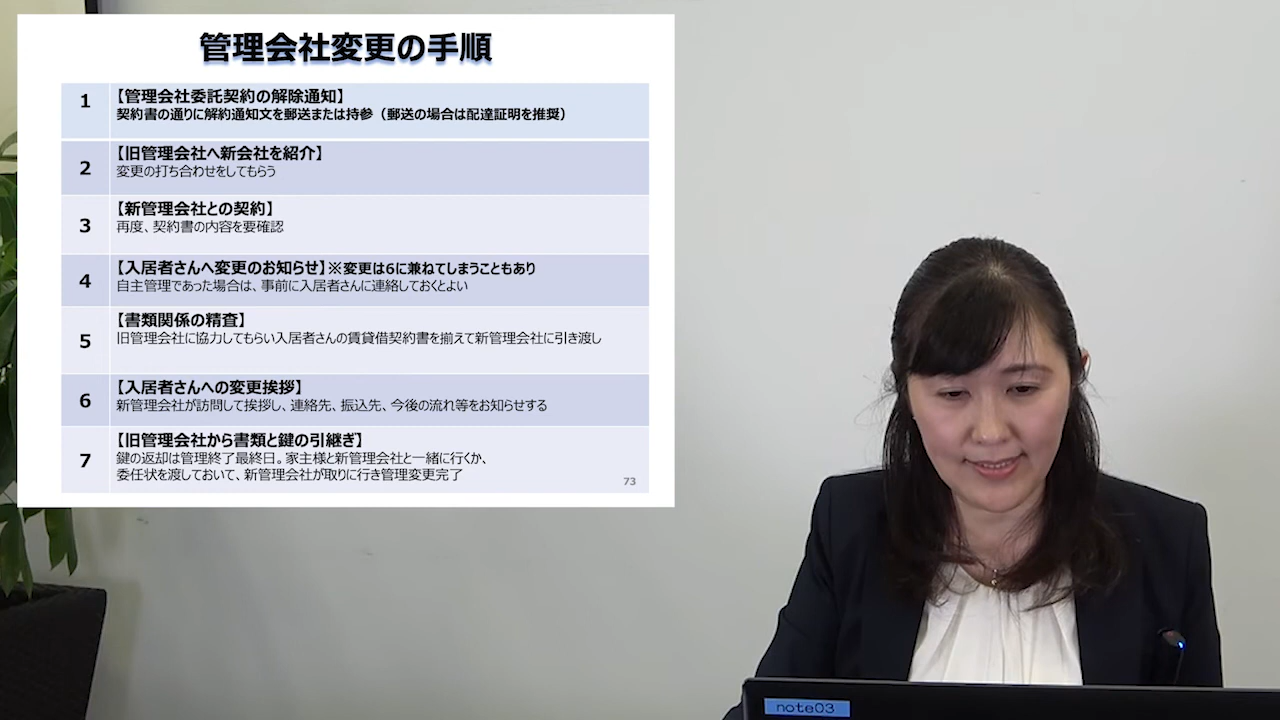 管理会社変更の手順
1
【管理会社委託契約の解除通知】
契約書の通りに解約通知文を郵送または持参（郵送の場合は配達証明を推奨）
2
【旧管理会社へ新会社を紹介】
変更の打ち合わせをしてもらう
3
【新管理会社との契約】
再度、契約書の内容を要確認
4
【入居者さんへ変更のお知らせ】※変更は6に兼ねてしまうこともあり
自主管理であった場合は、事前に入居者さんに連絡しておくとよい
5
【書類関係の精査】
旧管理会社に協力してもらい入居者さんの賃貸借契約書を揃えて新管理会社に引き渡し
6
【入居者さんへの変更挨拶】
新管理会社が訪問して挨拶し、連絡先、振込先、今後の流れ等をお知らせする
7
【旧管理会社から書類と鍵の引継ぎ】
鍵の返却は管理終了最終日。家主様と新管理会社と一緒に行くか、
委任状を渡しておいて、新管理会社が取りに行き管理変更完了
73
note03